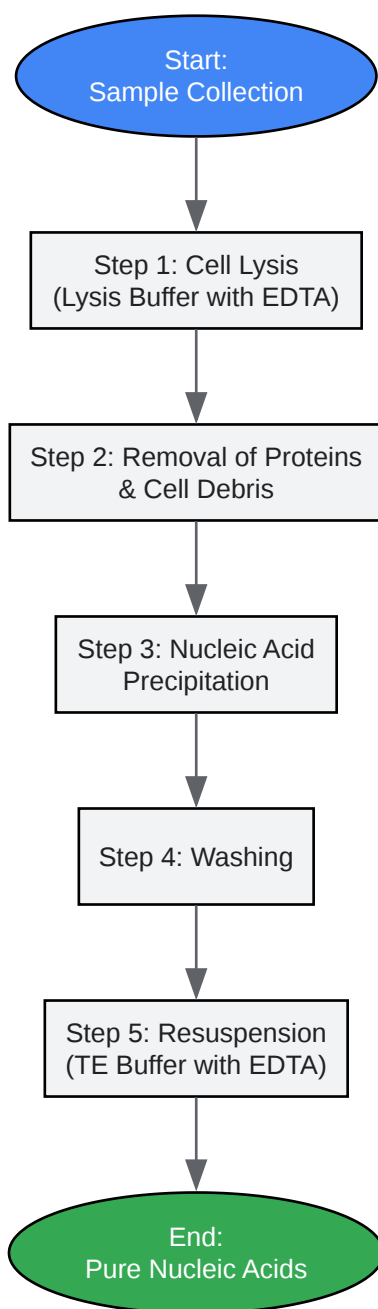 Start:
Sample Collection
Step 1: Cell Lysis
(Lysis Buffer with EDTA)
Step 2: Removal of Proteins
& Cell Debris
Step 3: Nucleic Acid
Precipitation
Step 4: Washing
Step 5: Resuspension
(TE Buffer with EDTA)
End:
Pure Nucleic Acids